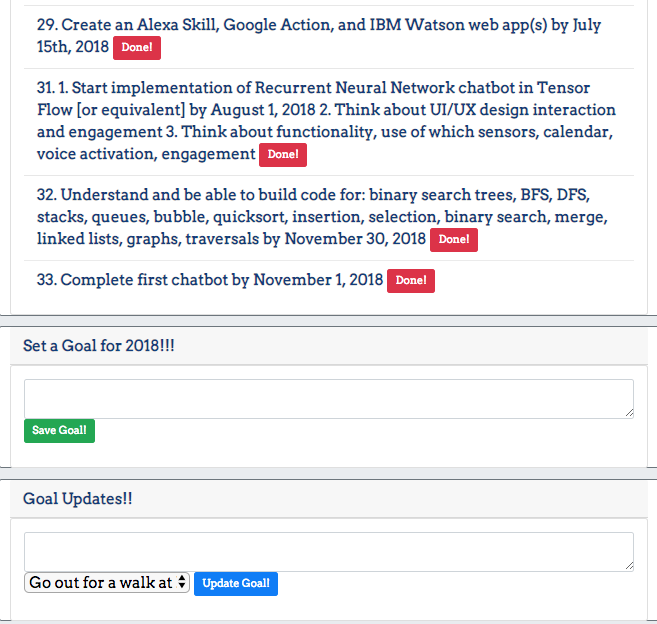 29. Create an Alexa Skill, Google Action, and IBM Watson web app(s) by July
15th, 2018 Done!
31. 1. Start implementation of Recurrent Neural Network chatbot in Tensor
Flow [or equivalent] by August 1, 2018 2. Think about UI/UX design interaction
and engagement 3. Think about functionality, use of which sensors, calendar,
voice activation, engagement Done!
32. Understand and be able to build code for: binary search trees, BFS, DFS,
stacks, queues, bubble, quicksort, insertion, selection, binary search, merge,
linked lists, graphs, traversals by November 30, 2018 Done!
33. Complete first chatbot by November 1, 2018 Done!
Set a Goal for 2018!!!
Save Goal!
Goal Updates!!
Go out for a walk at Update Goal!